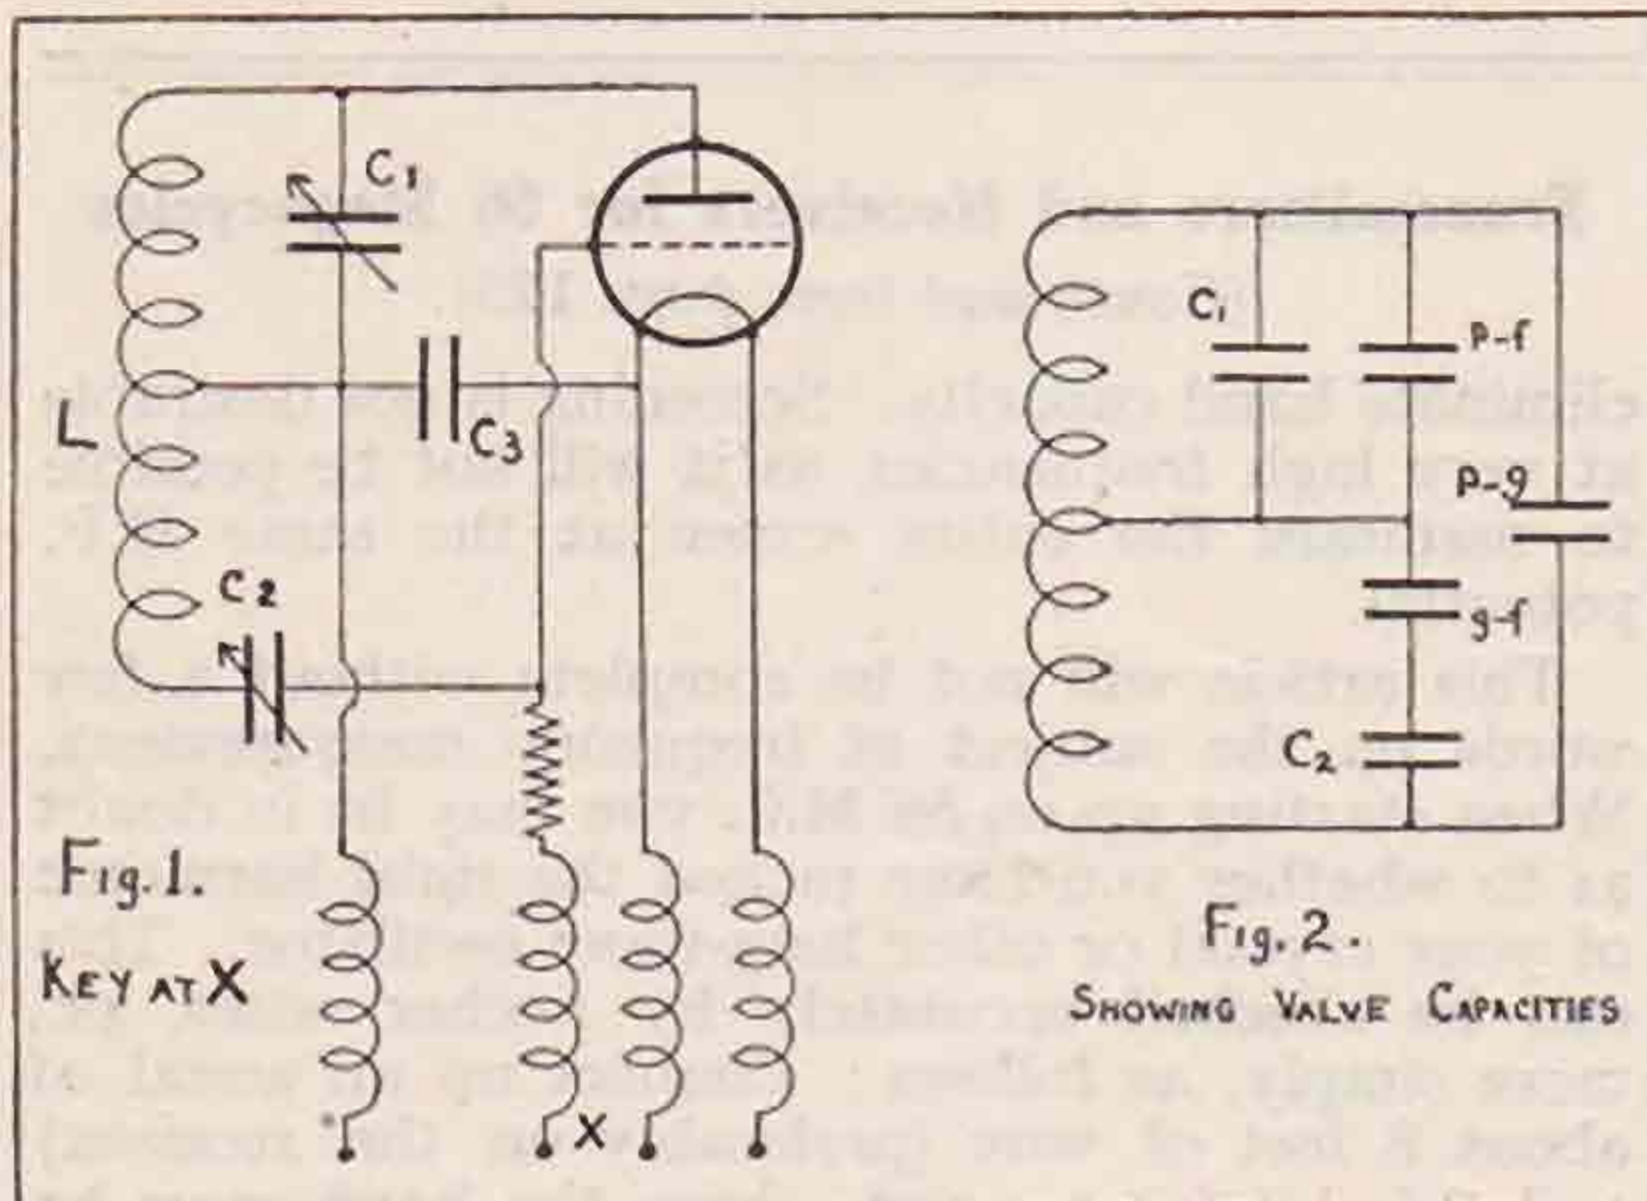 C1
L
C3
C2
Fig. 1.
KEY AT X
X
C1
P-f
P-g
g-f
C2
Fig. 2.
SHOWING VALVE CAPACITIES